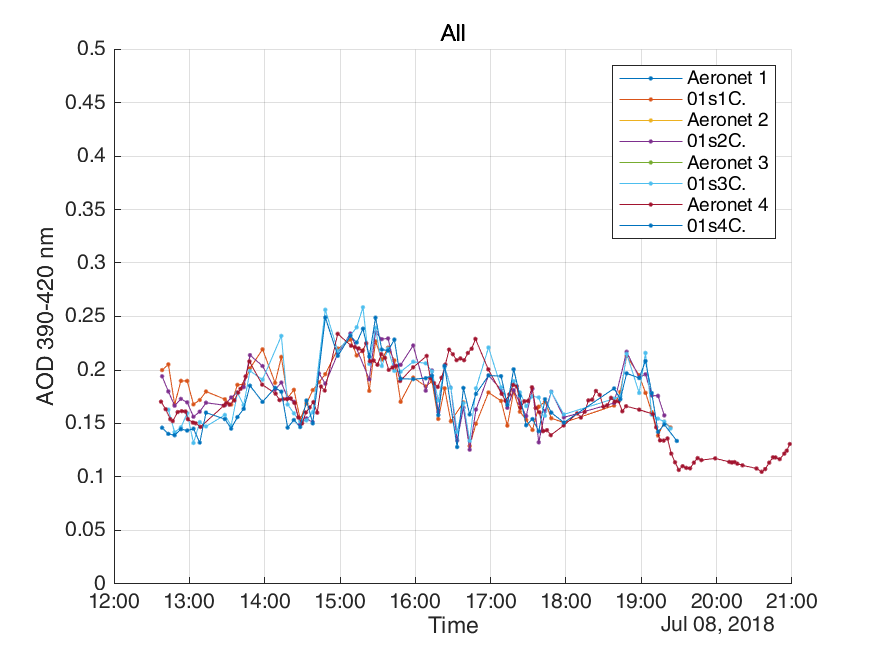 All
0.5
0.45
0.4
0.35
0.3
0.25
0.2
0.15
0.1
0.05
0
AOD 390-420 nm
Aeronet 1
01s1C.
Aeronet 2
01s2C.
Aeronet 3
01s3C.
Aeronet 4
01s4C.
12:00 13:00 14:00 15:00 16:00 17:00 18:00 19:00 20:00 21:00
Time
Jul 08, 2018